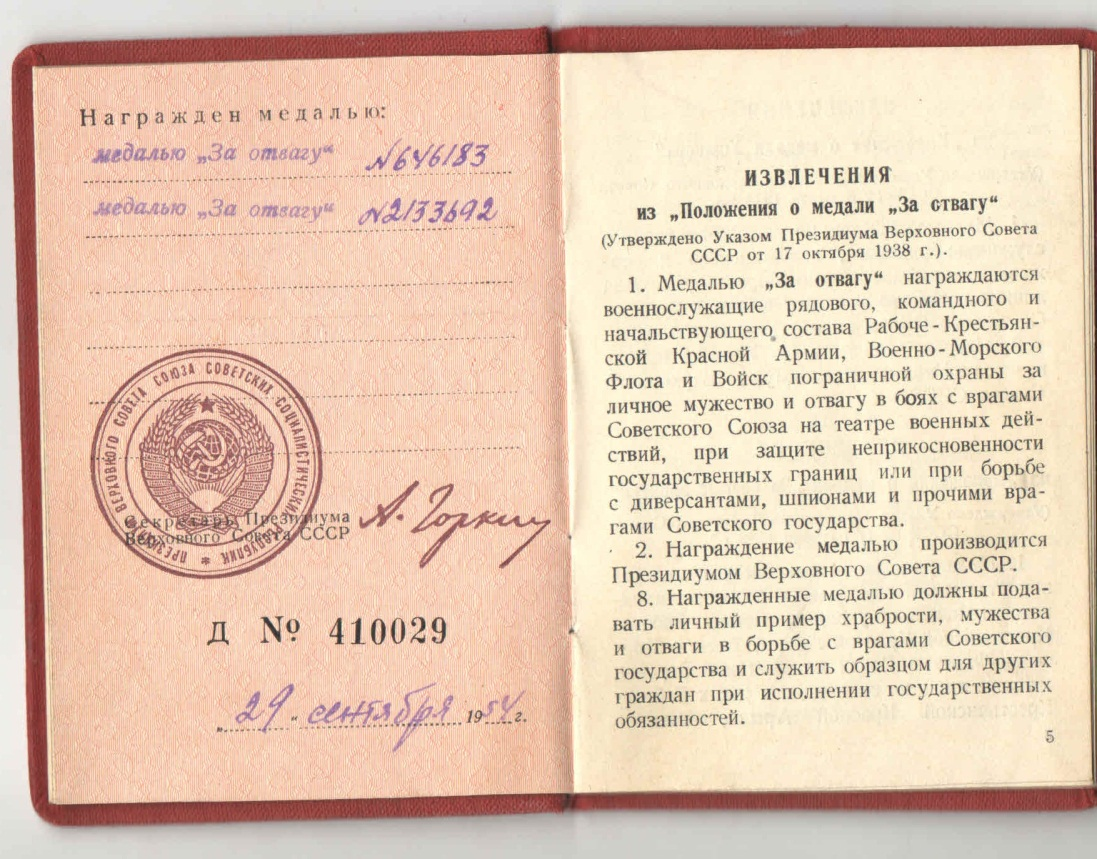 Награжден медалью:
медалью „За отвагу“ №646183
медалью „За отвагу“ №2133692
ПРЕЗИДИУМ ВЕРХОВНОГО СОВЕТА СОЮЗА СОВЕТСКИХ СОЦИАЛИСТИЧЕСКИХ РЕСПУБЛИК *
Секретарь Президиума
Верховного Совета СССР
А. Горкин
Д № 410029
„29“ сентября 1954 г.
ИЗВЛЕЧЕНИЯ
из „Положения о медали „За отвагу“
(Утверждено Указом Президиума Верховного Совета
СССР от 17 октября 1938 г.).
1. Медалью „За отвагу“ награждаются
военнослужащие рядового, командного и
начальствующего состава Рабоче-Крестьян-
ской Красной Армии, Военно-Морского
Флота и Войск пограничной охраны за
личное мужество и отвагу в боях с врагами
Советского Союза на театре военных дей-
ствий, при защите неприкосновенности
государственных границ или при борьбе
с диверсантами, шпионами и прочими вра-
гами Советского государства.
2. Награждение медалью производится
Президиумом Верховного Совета СССР.
8. Награжденные медалью должны пода-
вать личный пример храбрости, мужества
и отваги в борьбе с врагами Советского
государства и служить образцом для других
граждан при исполнении государственных
обязанностей.
5